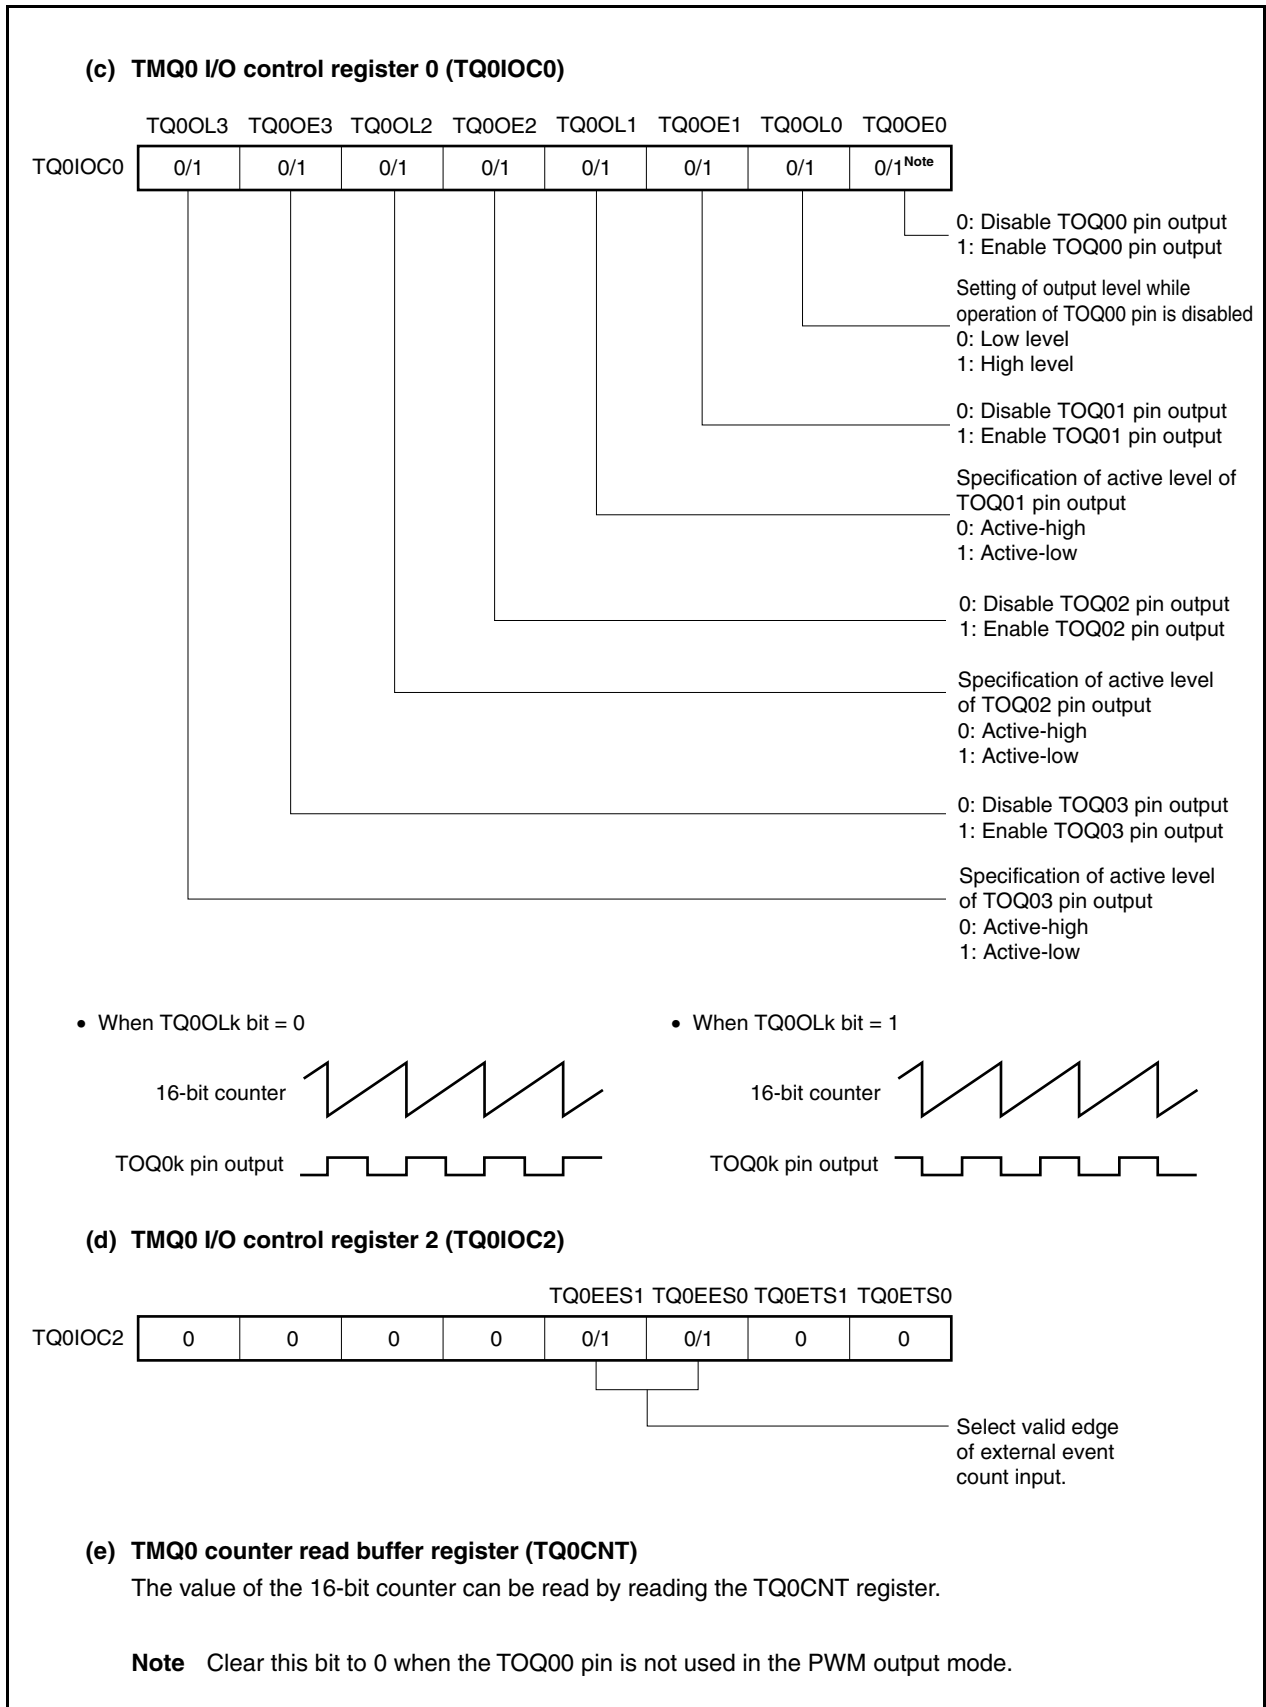 (c) TMQ0 I/O control register 0 (TQ0IOC0)
TQ0OL3 TQ0OE3 TQ0OL2 TQ0OE2 TQ0OL1 TQ0OE1 TQ0OL0 TQ0OE0
TQ0IOC0 0/1 0/1 0/1 0/1 0/1 0/1 0/1 0/1Note
0: Disable TOQ00 pin output
1: Enable TOQ00 pin output
Setting of output level while
operation of TOQ00 pin is disabled
0: Low level
1: High level
0: Disable TOQ01 pin output
1: Enable TOQ01 pin output
Specification of active level of
TOQ01 pin output
0: Active-high
1: Active-low
0: Disable TOQ02 pin output
1: Enable TOQ02 pin output
Specification of active level
of TOQ02 pin output
0: Active-high
1: Active-low
0: Disable TOQ03 pin output
1: Enable TOQ03 pin output
Specification of active level
of TOQ03 pin output
0: Active-high
1: Active-low
• When TQ0OLk bit = 0
16-bit counter
TOQ0k pin output
• When TQ0OLk bit = 1
16-bit counter
TOQ0k pin output
(d) TMQ0 I/O control register 2 (TQ0IOC2)
TQ0EES1 TQ0EES0 TQ0ETS1 TQ0ETS0
TQ0IOC2 0 0 0 0 0/1 0/1 0 0
Select valid edge
of external event
count input.
(e) TMQ0 counter read buffer register (TQ0CNT)
The value of the 16-bit counter can be read by reading the TQ0CNT register.
Note Clear this bit to 0 when the TOQ00 pin is not used in the PWM output mode.